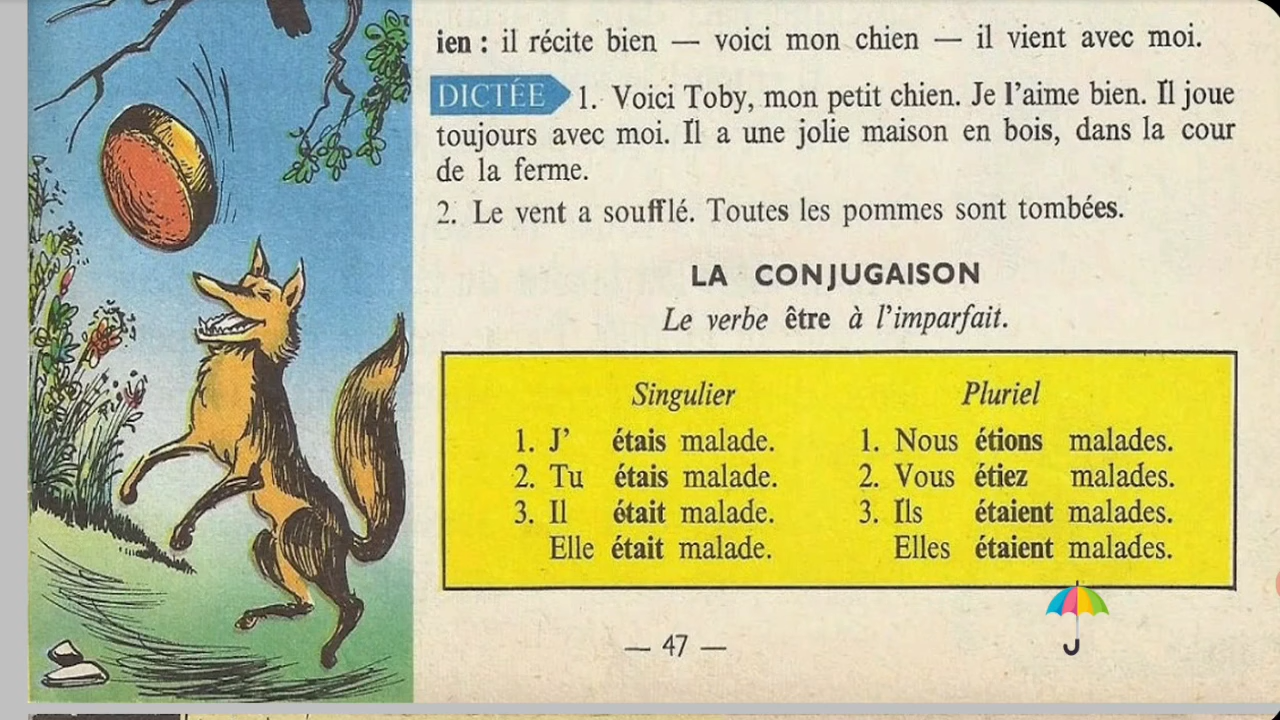 ien : il récite bien — voici mon chien — il vient avec moi.
DICTÉE 1. Voici Toby, mon petit chien. Je l'aime bien. Il joue
toujours avec moi. Il a une jolie maison en bois, dans la cour
de la ferme.
2. Le vent a soufflé. Toutes les pommes sont tombées.
LA CONJUGAISON
Le verbe être à l'imparfait.
Singulier Pluriel
1. J' étais malade. 1. Nous étions malades.
2. Tu étais malade. 2. Vous étiez malades.
3. Il était malade. 3. Ils étaient malades.
Elle était malade. Elles étaient malades.
— 47 —